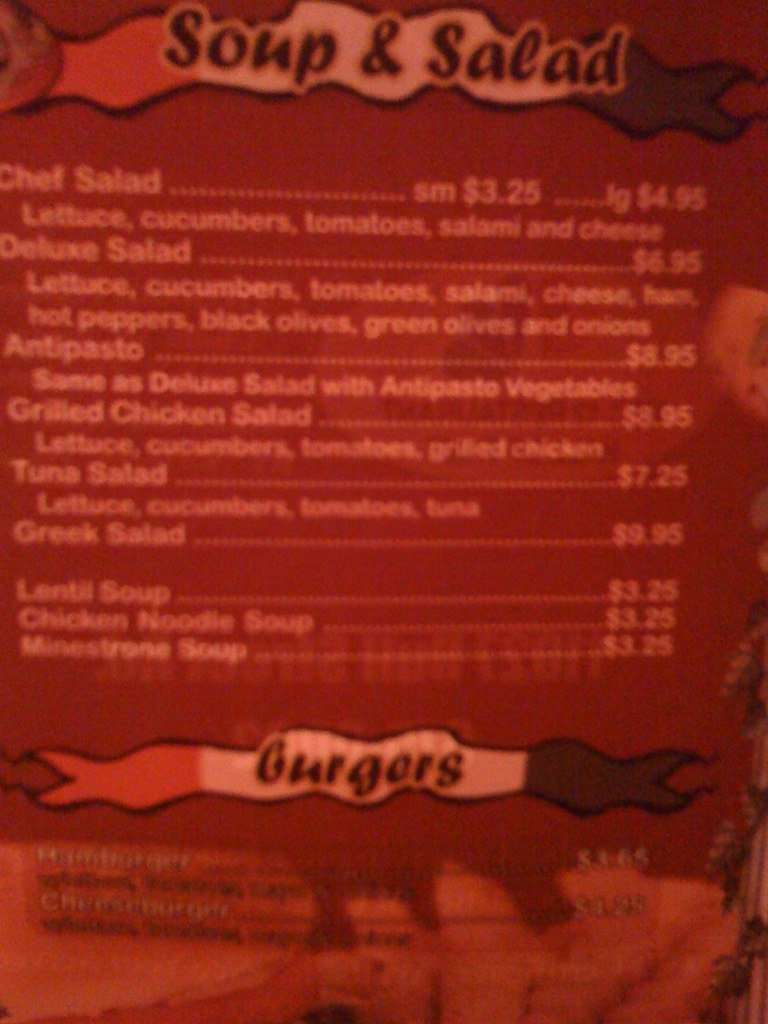 Soup & Salad
Chef Salad .......................... sm $3.25 ......lg $4.95
Lettuce, cucumbers, tomatoes, salami and cheese
Deluxe Salad ................................................$6.95
Lettuce, cucumbers, tomatoes, salami, cheese, ham,
hot peppers, black olives, green olives and onions
Antipasto .....................................................$8.95
Same as Deluxe Salad with Antipasto Vegetables
Grilled Chicken Salad ..................................$8.95
Lettuce, cucumbers, tomatoes, grilled chicken
Tuna Salad ..................................................$7.25
Lettuce, cucumbers, tomatoes, tuna
Greek Salad ................................................$9.95
Lentil Soup .................................................$3.25
Chicken Noodle Soup .................................$3.25
Minestrone Soup ........................................$3.25
Burgers
Hamburger $3.65
Cheeseburger